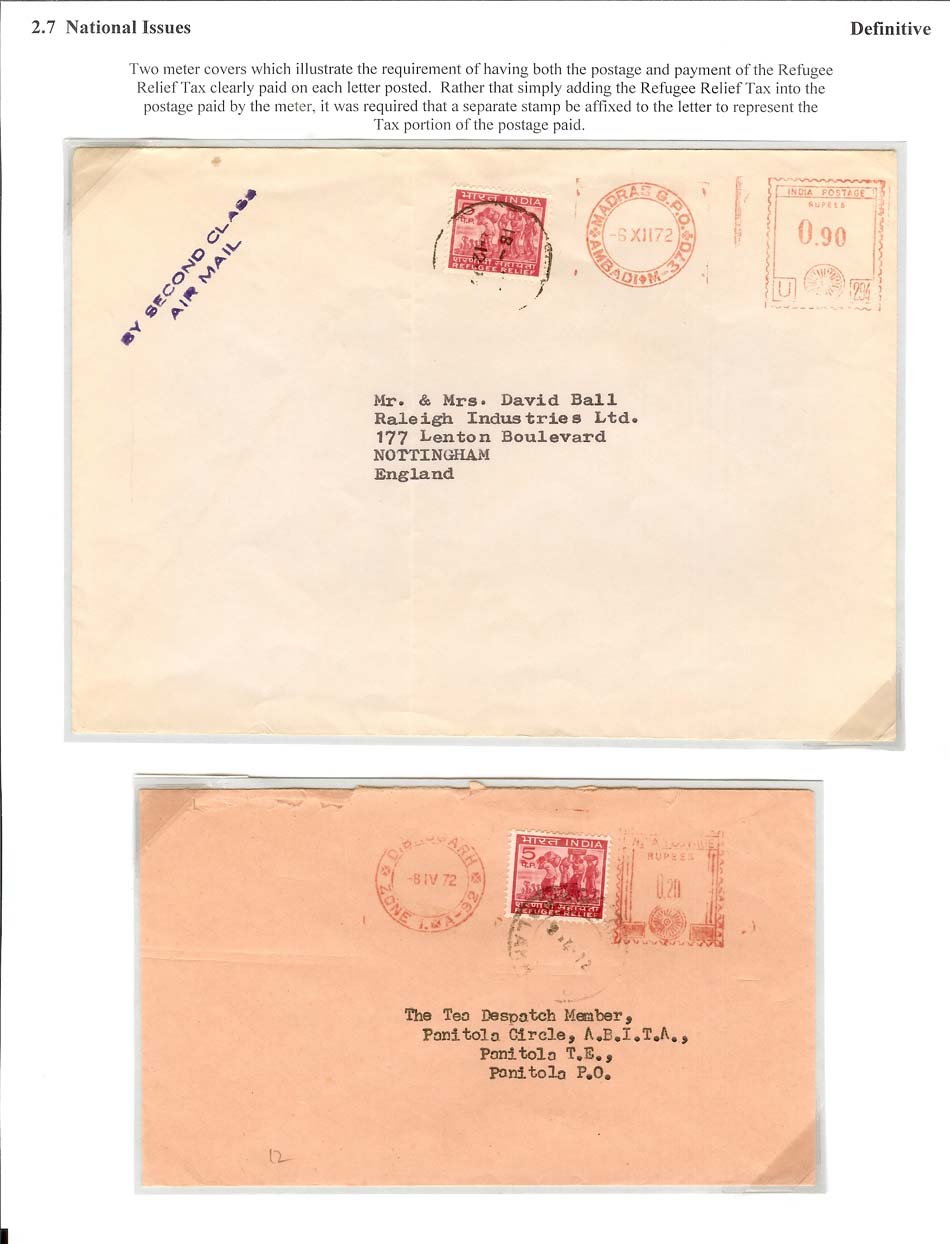 2.7 National Issues
Definitive
Two meter covers which illustrate the requirement of having both the postage and payment of the Refugee
Relief Tax clearly paid on each letter posted. Rather that simply adding the Refugee Relief Tax into the
postage paid by the meter, it was required that a separate stamp be affixed to the letter to represent the
Tax portion of the postage paid.
BY SECOND CLASS
AIR MAIL
भारत INDIA
शरणार्थी सहायता
REFUGEE RELIEF
MADRAS G.P.O.
-6 XII 72
AMBADI M-370
INDIA POSTAGE
RUPEES
0.90
U
294
Mr. & Mrs. David Ball
Raleigh Industries Ltd.
177 Lenton Boulevard
NOTTINGHAM
England
-8 IV 72
ZONE
भारत INDIA
5
पै.P.
शरणार्थी सहायता
REFUGEE RELIEF
RUPEES
0.20
The Tea Despatch Member,
Panitola Circle, A.B.I.T.A.,
Panitola T.E.,
Panitola P.O.
12